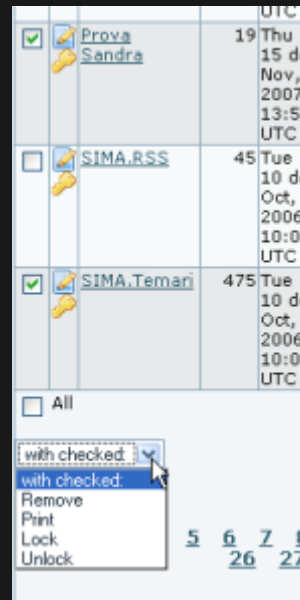 UTC
Prova 19 Thu
Sandra 15 d
Nov,
2007
13:5
UTC
SIMA.RSS 45 Tue
10 d
Oct,
2006
10:0
UTC
SIMA.Temari 475 Tue
10 d
Oct,
2006
10:0
UTC
All
with checked:
with checked:
Remove
Print
Lock
Unlock
5 6 7 8
26 27